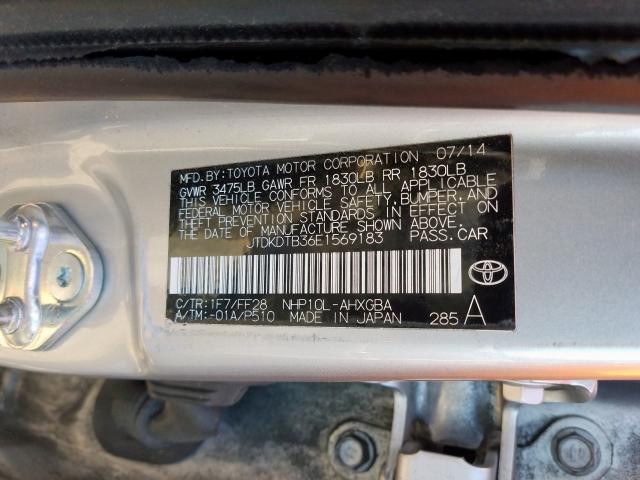 MFD.BY:TOYOTA MOTOR CORPORATION 07/14
GVWR 3475LB GAWR FR 1830LB RR 1830LB
THIS VEHICLE CONFORMS TO ALL APPLICABLE
FEDERAL MOTOR VEHICLE SAFETY, BUMPER, AND
THEFT PREVENTION STANDARDS IN EFFECT ON
THE DATE OF MANUFACTURE SHOWN ABOVE.
JTDKDTB36E1569183 PASS.CAR
C/TR:1F7/FF28 NHP10L-AHXGBA
A/TM:-01A/P510 MADE IN JAPAN 285 A